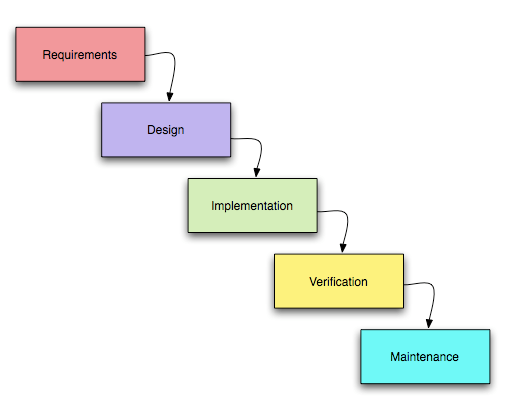 Requirements
Design
Implementation
Verification
Maintenance